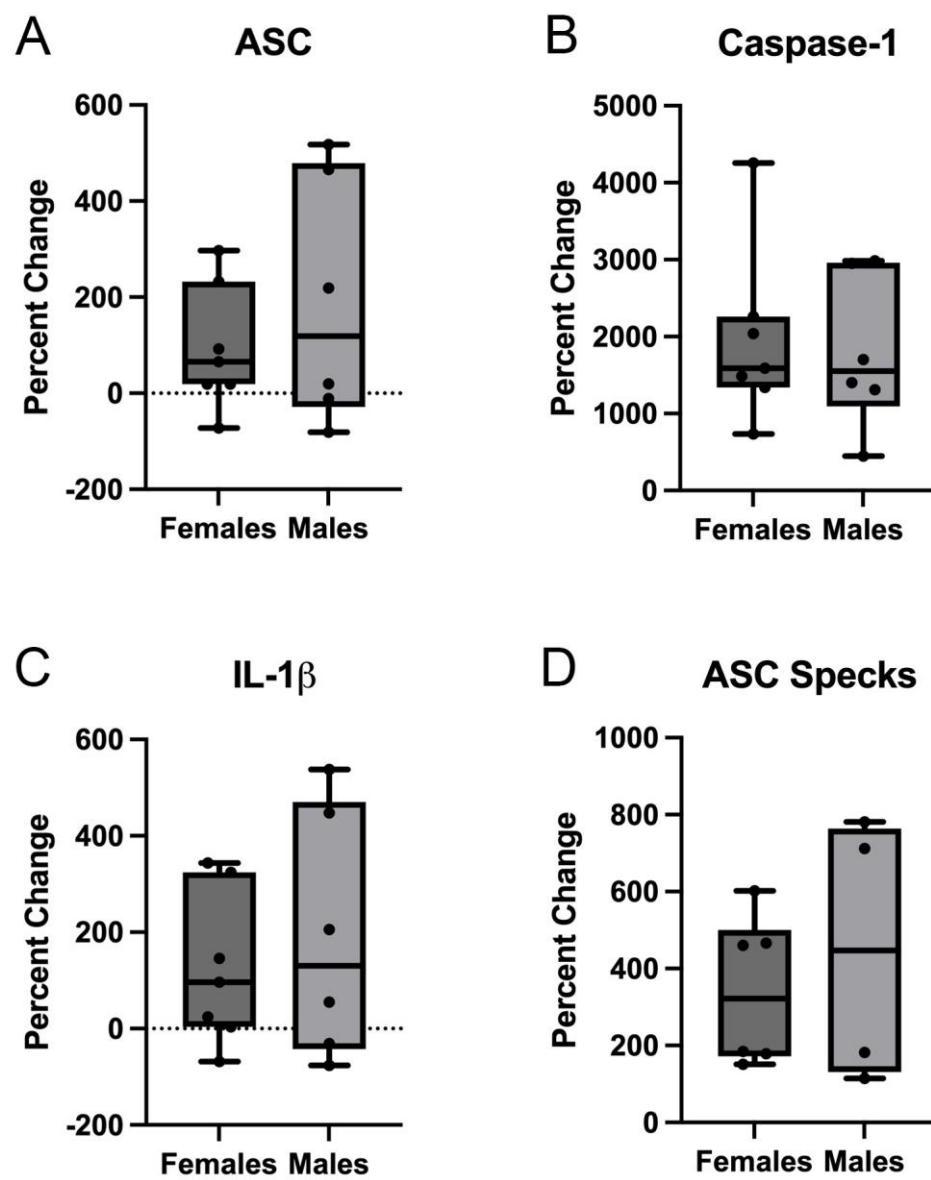 A
ASC
Percent Change
600
400
200
0
-200
Females Males
B
Caspase-1
Percent Change
5000
4000
3000
2000
1000
0
Females Males
C
IL-1β
Percent Change
600
400
200
0
-200
Females Males
D
ASC Specks
Percent Change
1000
800
600
400
200
0
Females Males